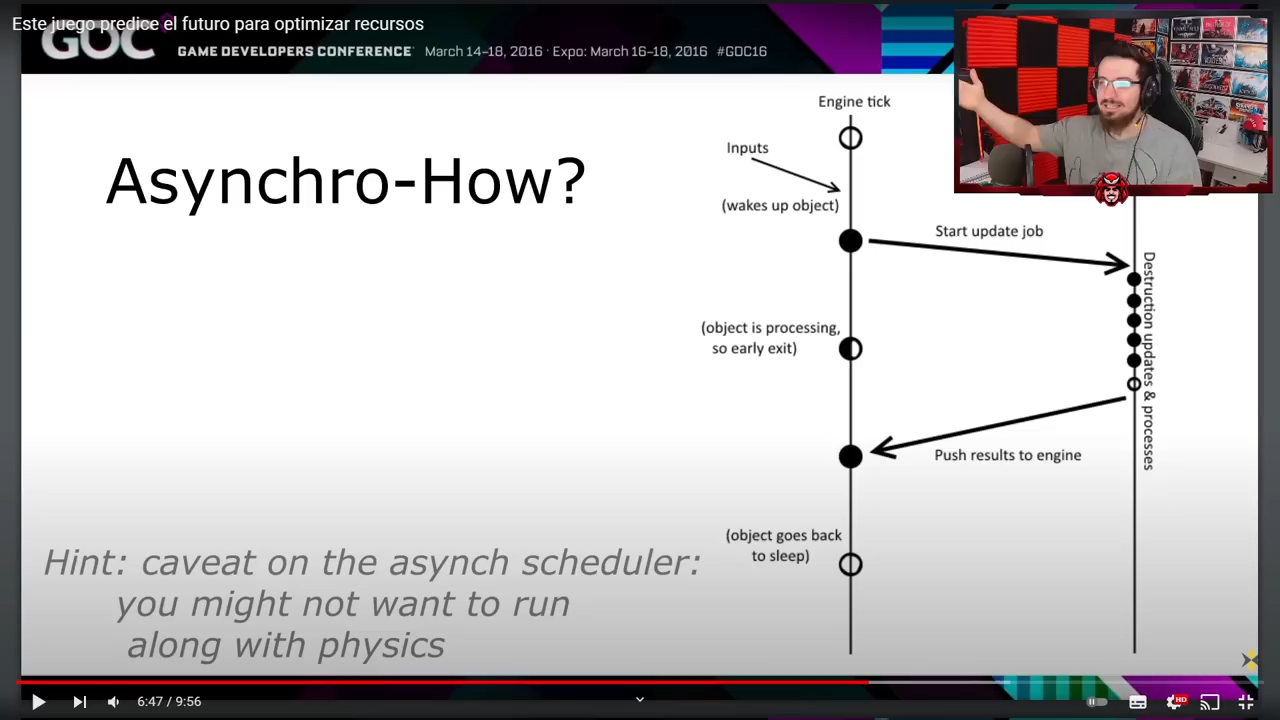 Este juego predice el futuro para optimizar recursos
GDC
GAME DEVELOPERS CONFERENCE March 14–18, 2016 · Expo: March 16–18, 2016 #GDC16
Asynchro-How?
Engine tick
Inputs
(wakes up object)
Start update job
Destruction updates & processes
(object is processing,
so early exit)
Push results to engine
(object goes back
to sleep)
Hint: caveat on the asynch scheduler:
you might not want to run
along with physics
6:47 / 9:56
HD